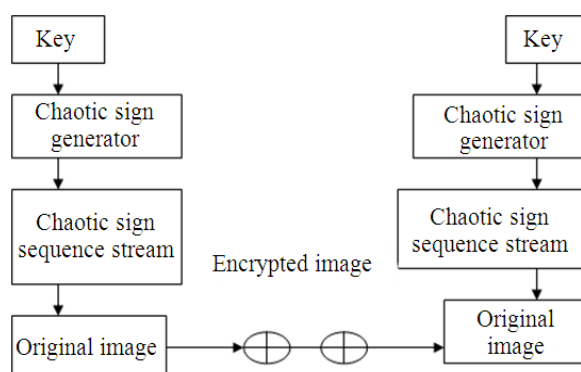 Key
Chaotic sign
generator
Chaotic sign
sequence stream
Original image
Encrypted image
Key
Chaotic sign
generator
Chaotic sign
sequence stream
Original
image